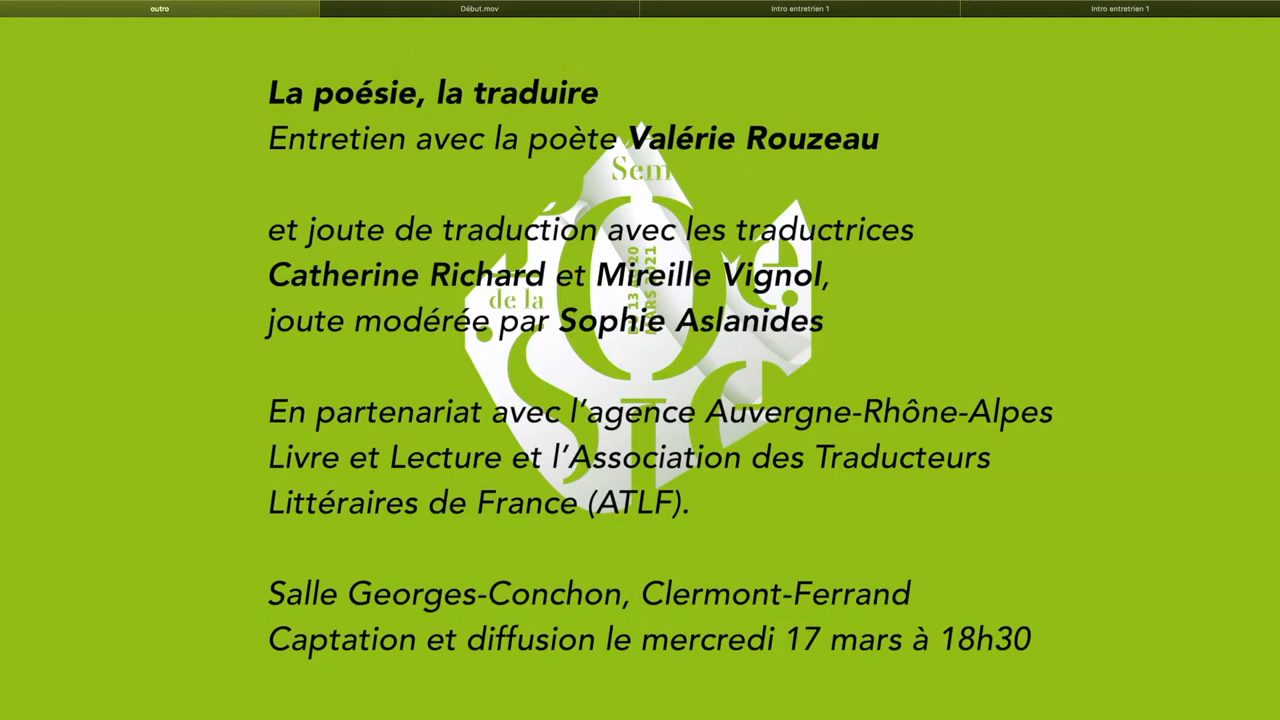 outro
Début.mov
Intro entretien 1
Intro entretien 1
La poésie, la traduire
Entretien avec la poète Valérie Rouzeau
Sem
et joute de traduction avec les traductrices
Catherine Richard et Mireille Vignol,
de la
joute modérée par Sophie Aslanides
En partenariat avec l’agence Auvergne-Rhône-Alpes
Livre et Lecture et l’Association des Traducteurs
Littéraires de France (ATLF).
Salle Georges-Conchon, Clermont-Ferrand
Captation et diffusion le mercredi 17 mars à 18h30